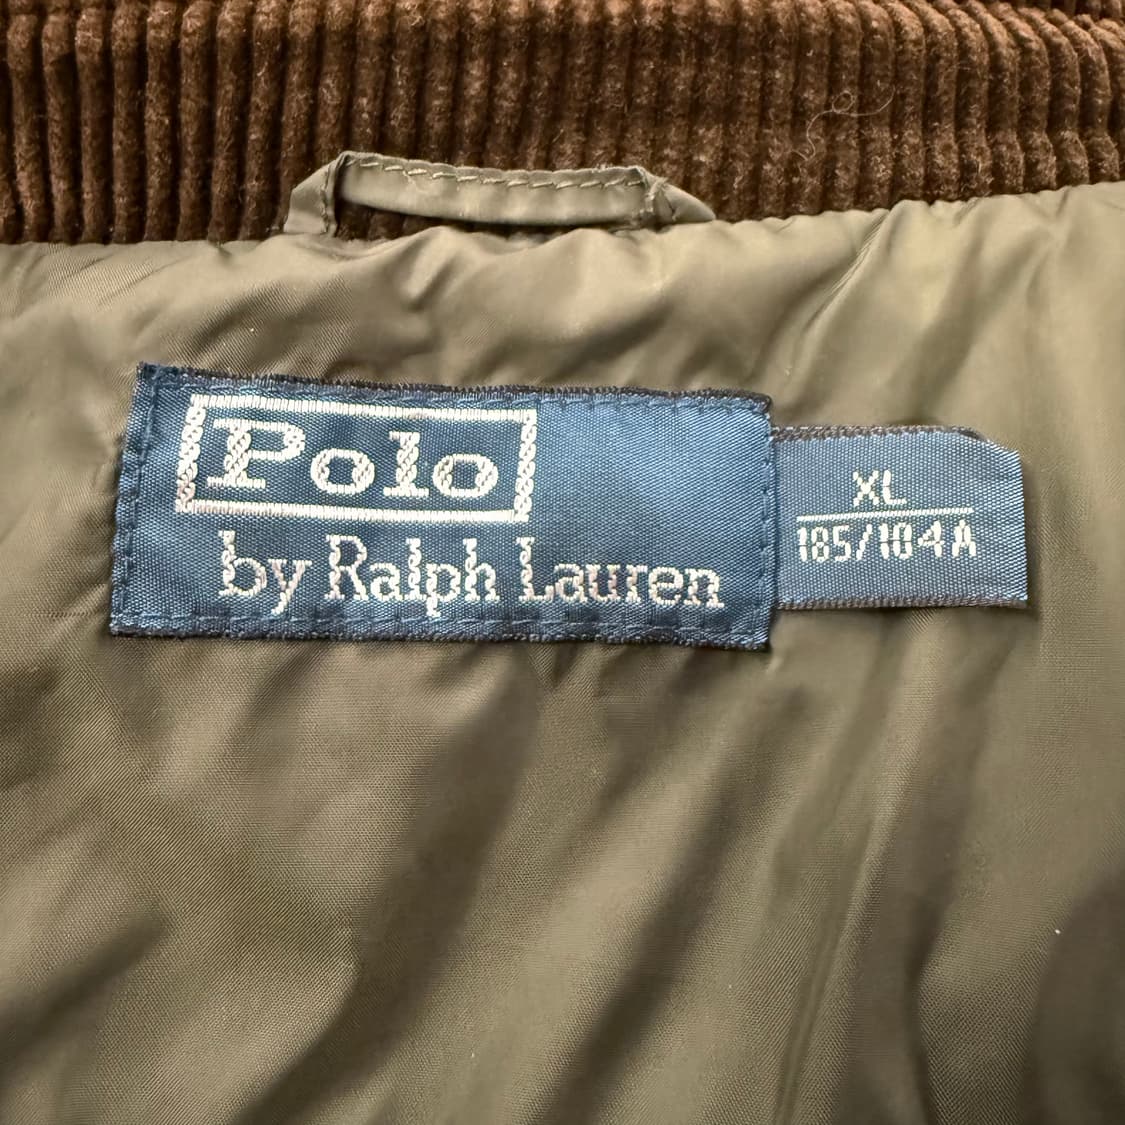 Polo
by Ralph Lauren
XL
185/104A